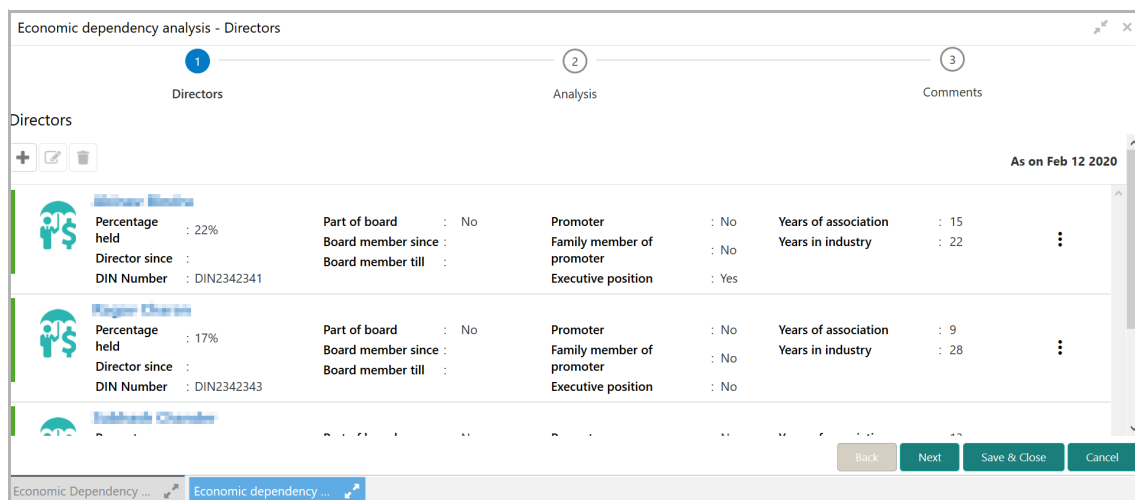 Economic dependency analysis - Directors
1 2 3
Directors Analysis Comments
Directors
As on Feb 12 2020
Percentage held : 22% Part of board : No Promoter : No Years of association : 15
Director since : Board member since : Family member of promoter : No Years in industry : 22
DIN Number : DIN2342341 Board member till : Executive position : Yes
Percentage held : 17% Part of board : No Promoter : No Years of association : 9
Director since : Board member since : Family member of promoter : No Years in industry : 28
DIN Number : DIN2342343 Board member till : Executive position : No
Back Next Save & Close Cancel
Economic Dependency ... Economic dependency ...